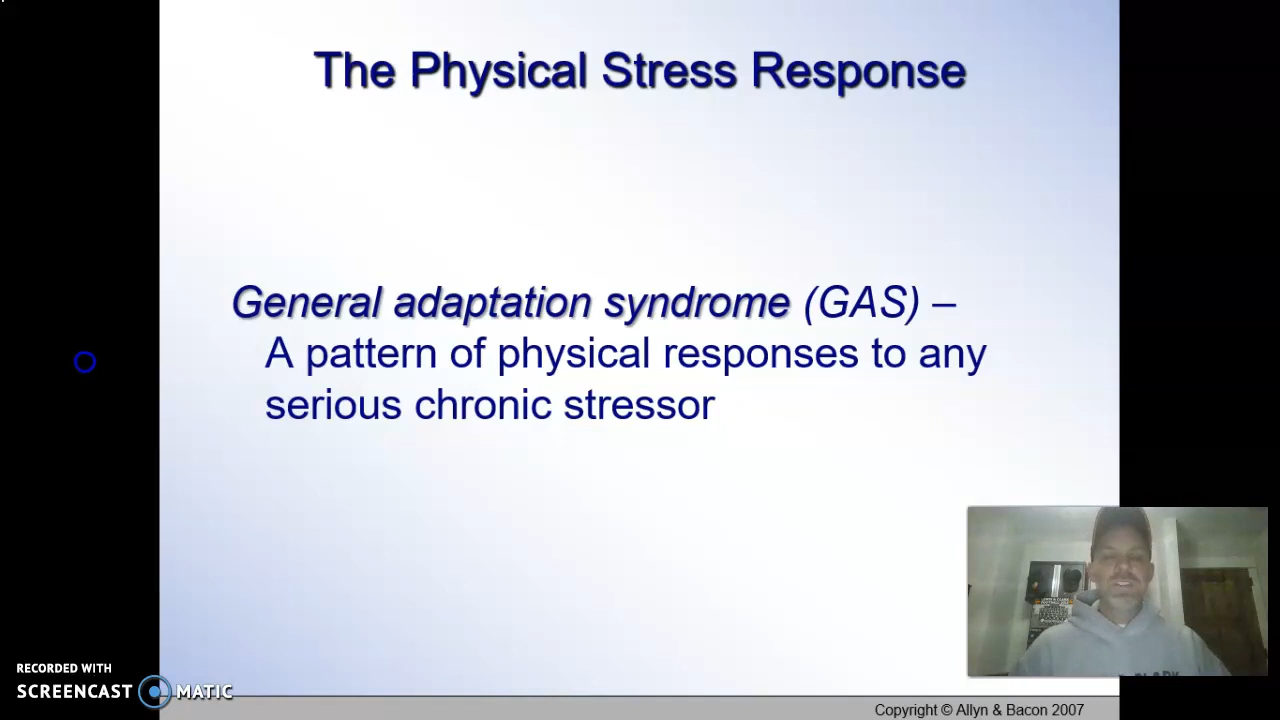 The Physical Stress Response
General adaptation syndrome (GAS) –
A pattern of physical responses to any
serious chronic stressor
RECORDED WITH
SCREENCAST MATIC
Copyright © Allyn & Bacon 2007